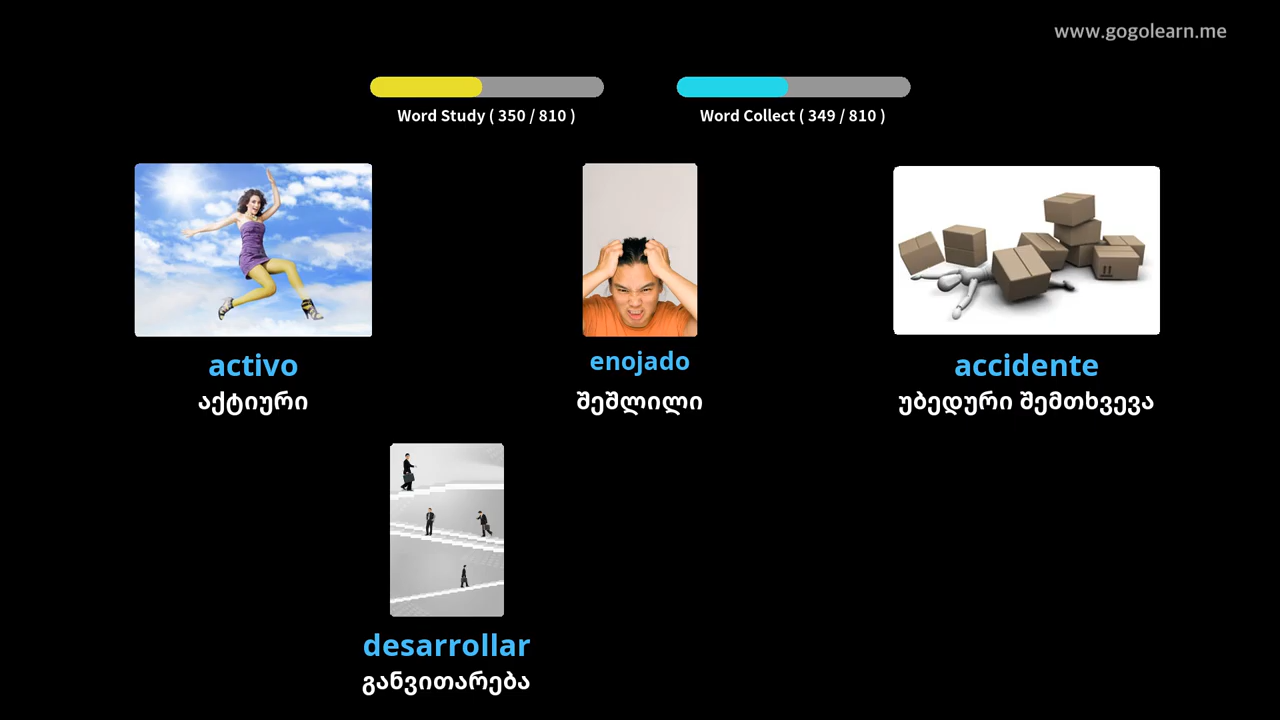 www.gogolearn.me
Word Study ( 350 / 810 )
Word Collect ( 349 / 810 )
activo
აქტიური
enojado
შეშლილი
accidente
უბედური შემთხვევა
desarrollar
განვითარება